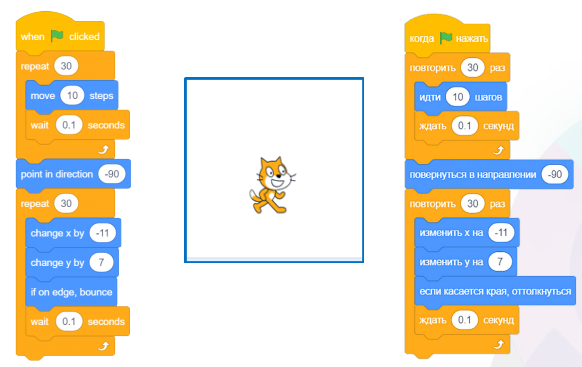 when clicked
repeat 30
move 10 steps
wait 0.1 seconds
point in direction -90
repeat 30
change x by -11
change y by 7
if on edge, bounce
wait 0.1 seconds
когда нажать
повторить 30 раз
идти 10 шагов
ждать 0.1 секунд
повернуться в направлении -90
повторить 30 раз
изменить x на -11
изменить y на 7
если касается края, оттолкнуться
ждать 0.1 секунд